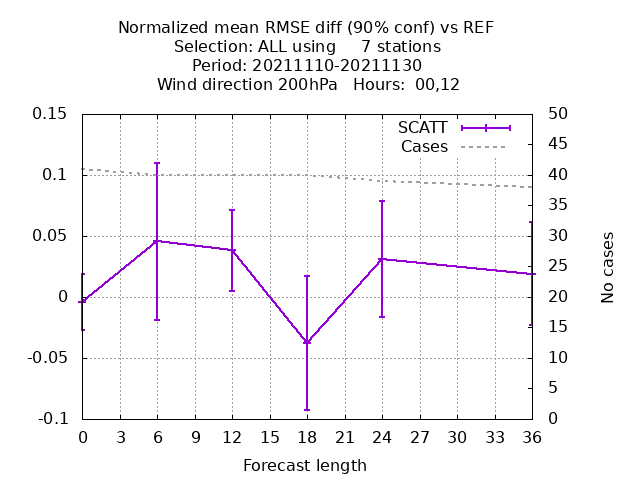 Normalized mean RMSE diff (90% conf) vs REF
Selection: ALL using     7 stations
Period: 20211110-20211130
Wind direction 200hPa   Hours:  00,12
SCATT
Cases
0.15
0.1
0.05
0
-0.05
-0.1
50
45
40
35
30
25
20
15
10
5
0
No cases
0 3 6 9 12 15 18 21 24 27 30 33 36
Forecast length